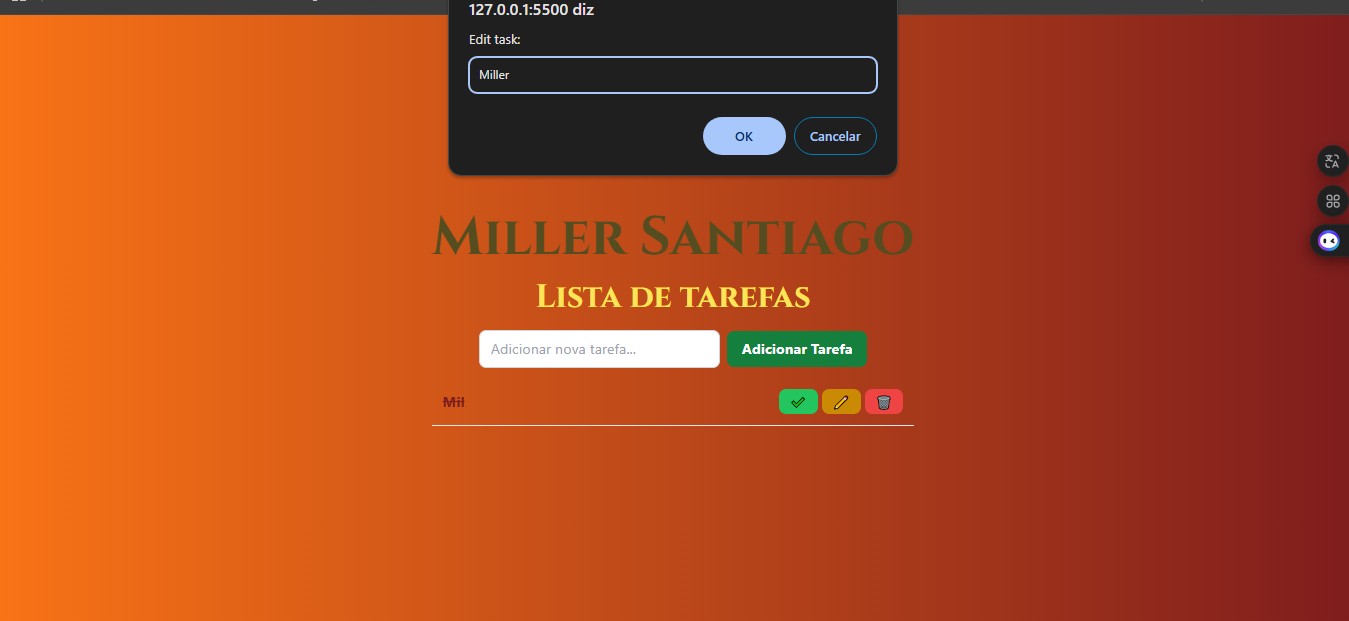 127.0.0.1:5500 diz
Edit task:
Miller
OK Cancelar
Miller Santiago
Lista de tarefas
Adicionar nova tarefa... Adicionar Tarefa
Mil